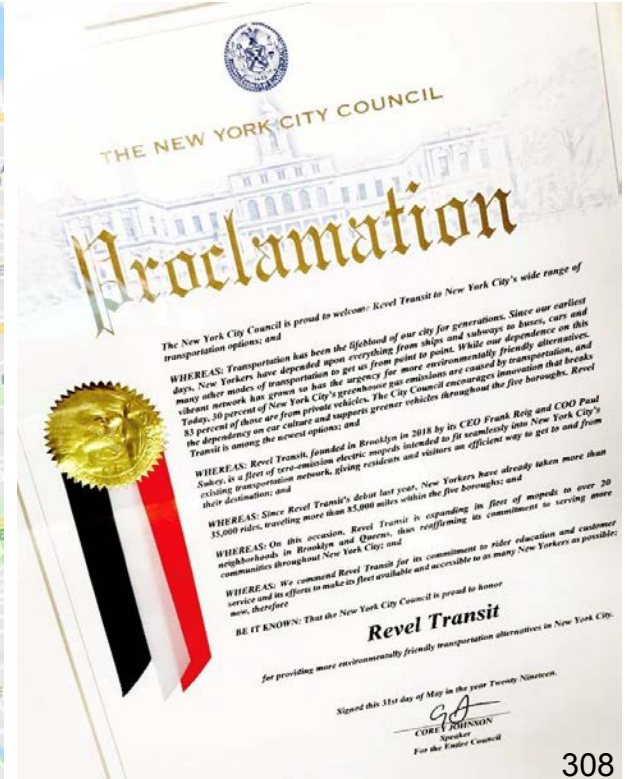 THE NEW YORK CITY COUNCIL
Proclamation
The New York City Council is proud to welcome Revel Transit to New York City's wide range of
transportation options; and
WHEREAS: Transportation has been the lifeblood of our city for generations. Since our earliest
days, New Yorkers have depended upon everything from ships and subways to buses, cars and
many other modes of transportation to get us from point to point. While our dependence on this
vibrant network has grown so has the urgency for more environmentally friendly alternatives.
Today, 30 percent of New York City's greenhouse gas emissions are caused by transportation, and
83 percent of those are from private vehicles. The City Council encourages innovation that breaks
the dependency on car culture and supports greener vehicles throughout the five boroughs. Revel
Transit is among the newest options; and
WHEREAS: Revel Transit, founded in Brooklyn in 2018 by its CEO Frank Reig and COO Paul
Suhey, is a fleet of zero-emission electric mopeds intended to fit seamlessly into New York City's
existing transportation network, giving residents and visitors an efficient way to get to and from
their destination; and
WHEREAS: Since Revel Transit's debut last year, New Yorkers have already taken more than
35,000 rides, traveling more than 85,000 miles within the five boroughs; and
WHEREAS: On this occasion, Revel Transit is expanding its fleet of mopeds to over 20
neighborhoods in Brooklyn and Queens, thus reaffirming its commitment to serving more
communities throughout New York City; and
WHEREAS: We commend Revel Transit for its commitment to rider education and customer
service and its efforts to make its fleet available and accessible to as many New Yorkers as possible;
now, therefore
BE IT KNOWN: That the New York City Council is proud to honor
Revel Transit
for providing more environmentally friendly transportation alternatives in New York City.
Signed this 31st day of May in the year Twenty Nineteen.
COREY JOHNSON
Speaker
For the Entire Council
308